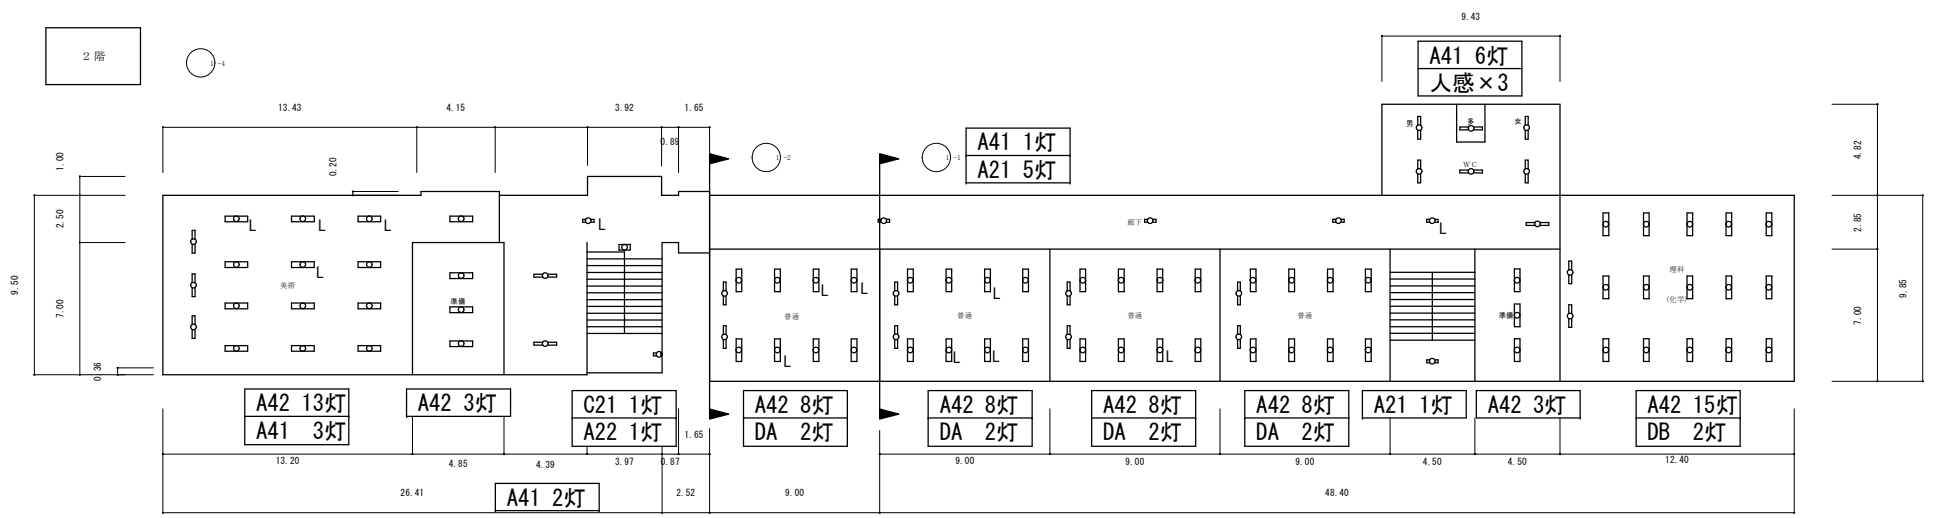 9.43
2 階
1-4
A41 6灯
人感×3
13.43
4.15
3.92
1.65
0.89
1-2
1-1
A41 1灯
A21 5灯
男
多
女
WC
4.82
1.00
0.20
2.50
9.50
7.00
0.36
L
L
L
L
L
廊下
L
2.85
9.85
7.00
美術
準備
普通
L
L
L
普通
L
L
L
普通
L
普通
準備
理科
(化学)
A42 13灯
A41 3灯
A42 3灯
C21 1灯
A22 1灯
1.65
A42 8灯
DA 2灯
A42 8灯
DA 2灯
A42 8灯
DA 2灯
A42 8灯
DA 2灯
A21 1灯
A42 3灯
A42 15灯
DB 2灯
13.20
4.85
4.39
3.97
0.87
9.00
9.00
9.00
4.50
4.50
12.40
26.41
A41 2灯
2.52
9.00
48.40